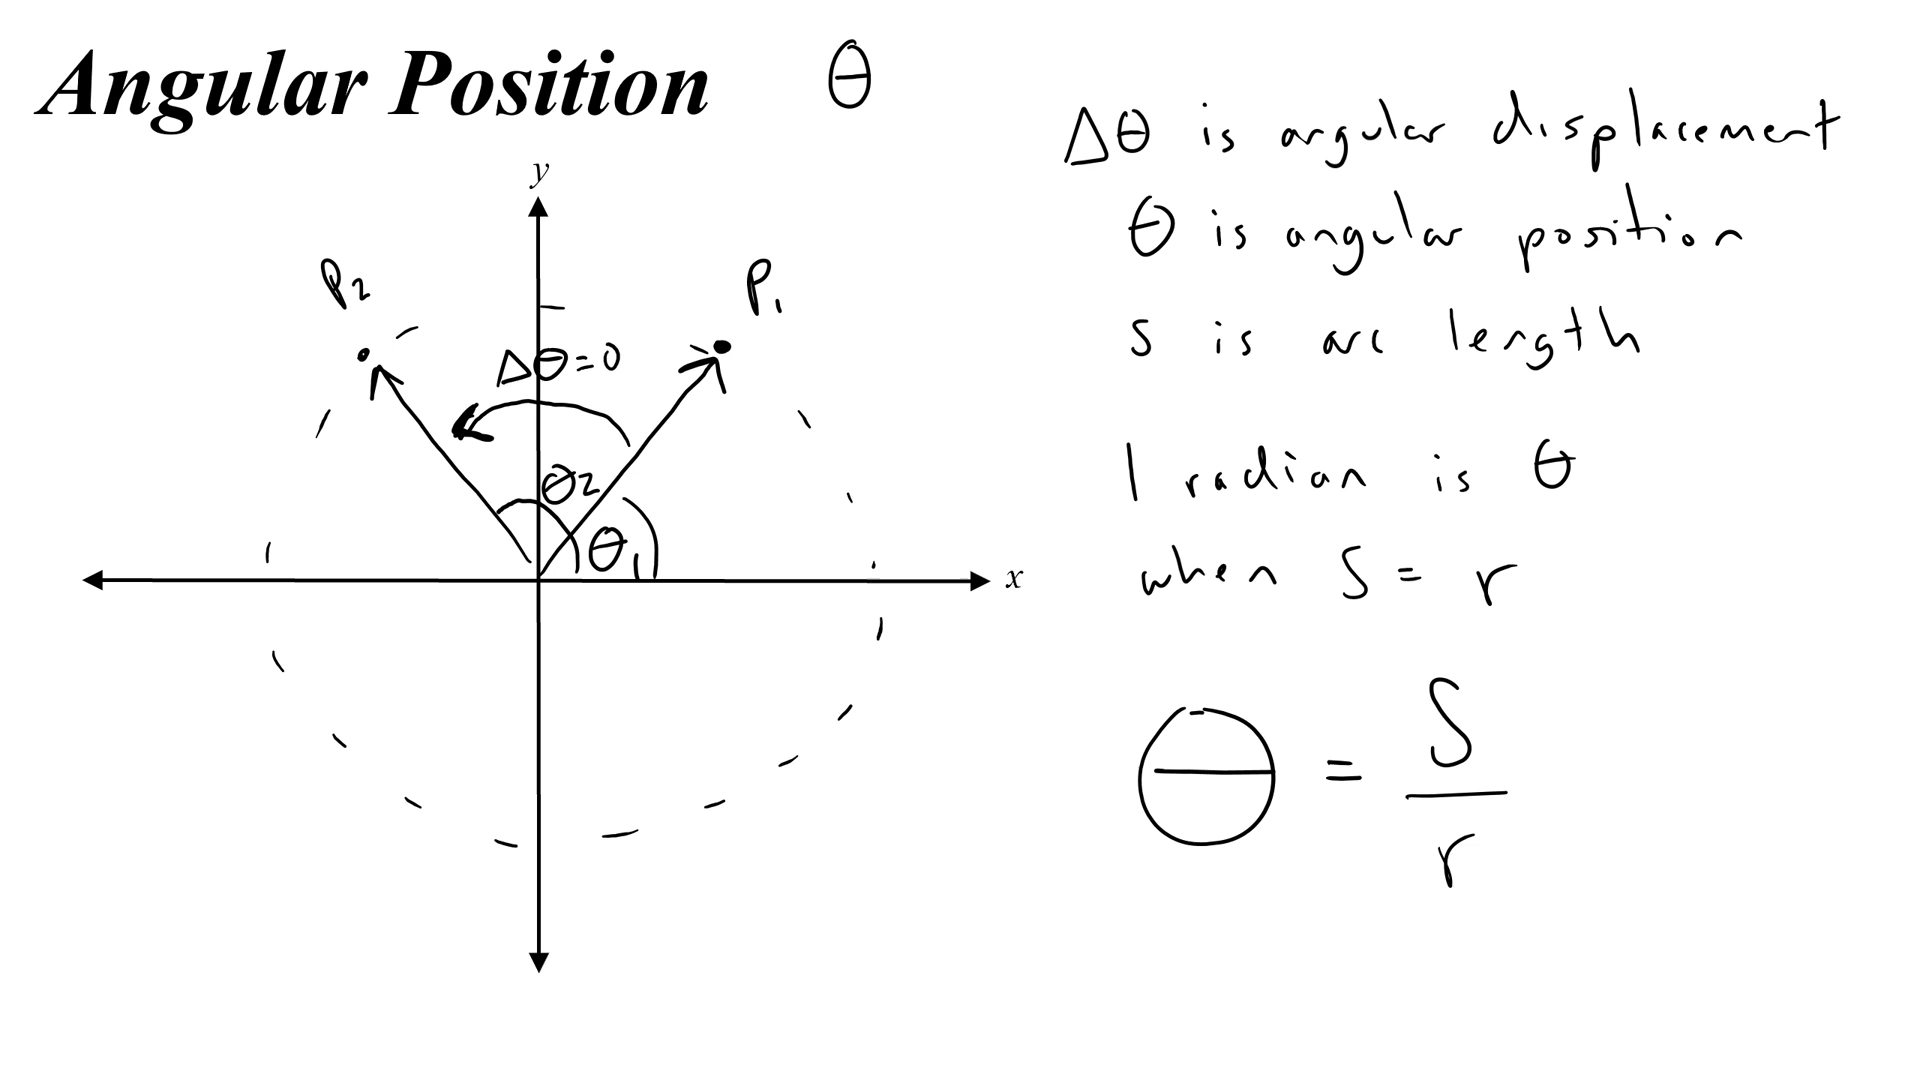 Angular Position θ
Δθ is angular displacement
θ is angular position
s is arc length
1 radian is θ
when s = r
θ = s/r
y
P2
P1
Δθ=0
θ2
θ1
x